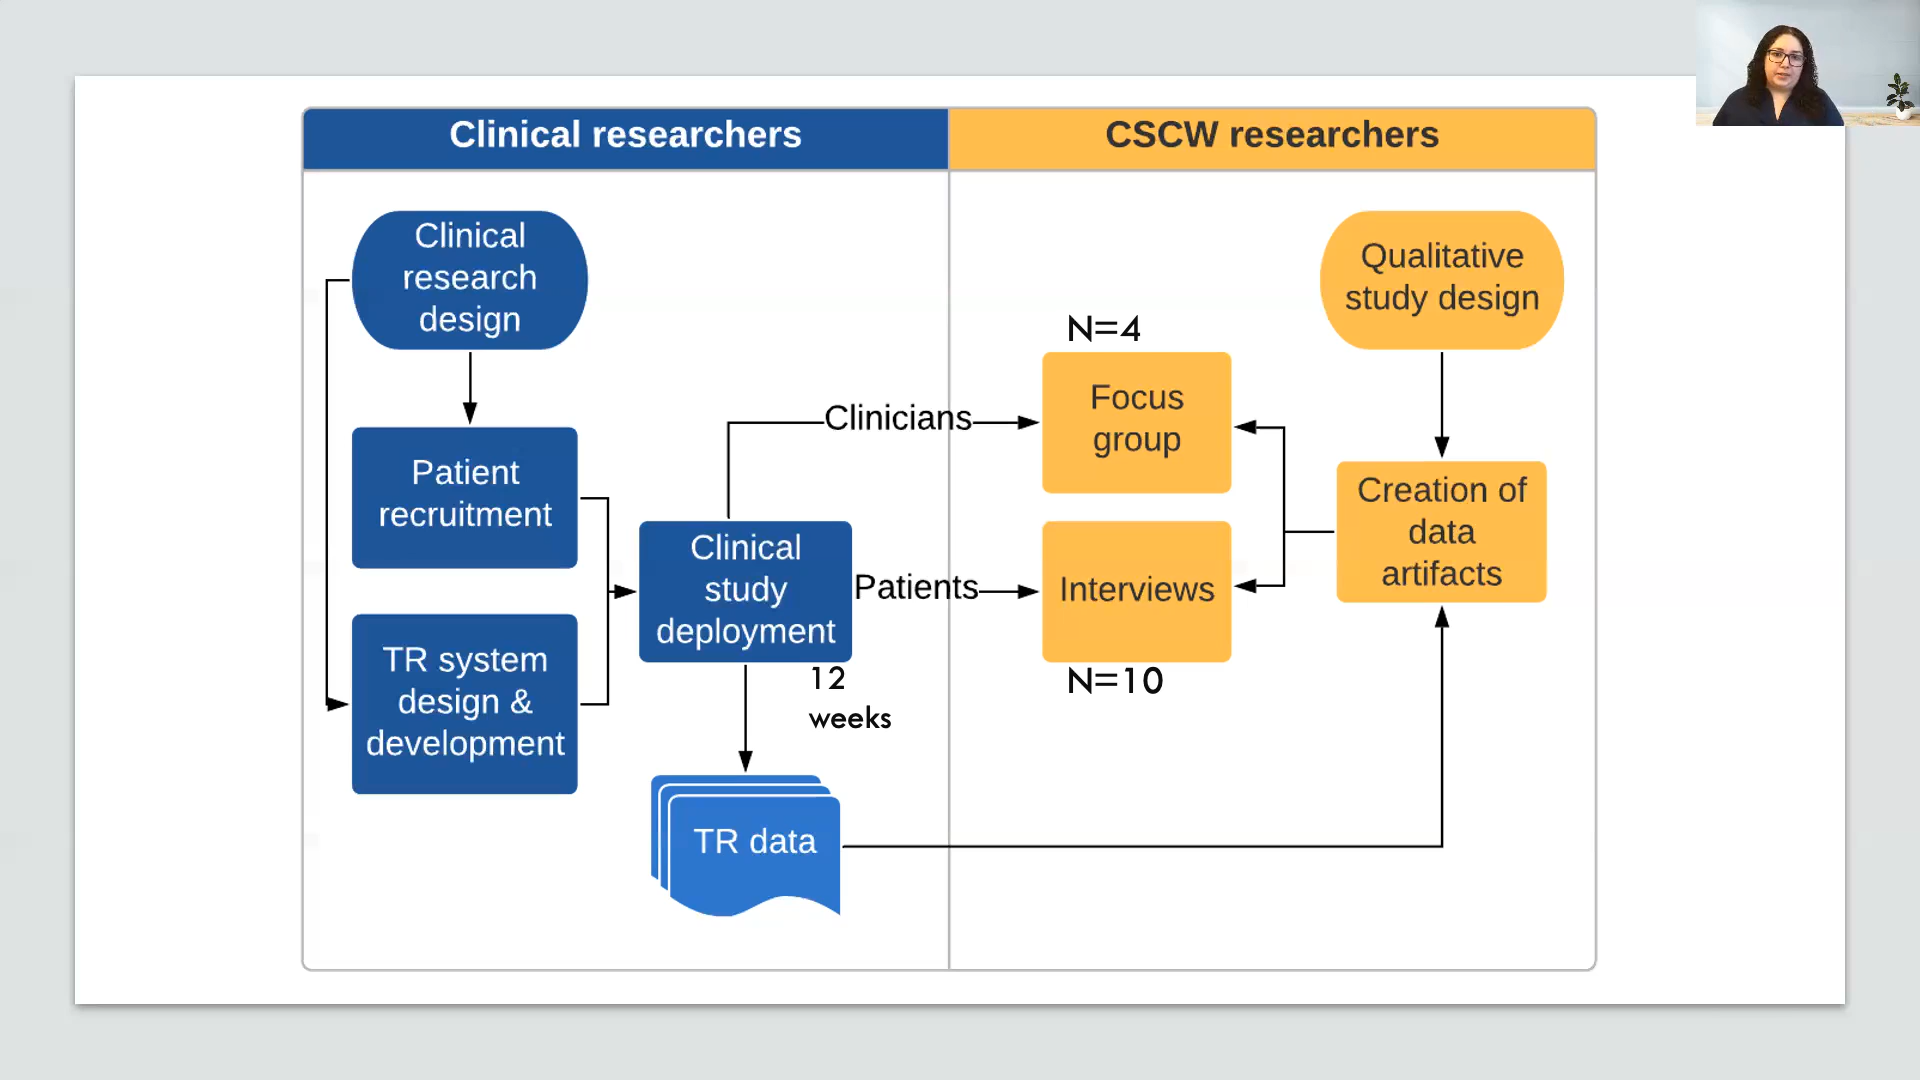 Clinical researchers
CSCW researchers
Clinical
research
design
Qualitative
study design
N=4
Focus
group
Clinicians
Patient
recruitment
Creation of
data
artifacts
Clinical
study
deployment
Patients
Interviews
N=10
12
weeks
TR system
design &
development
TR data